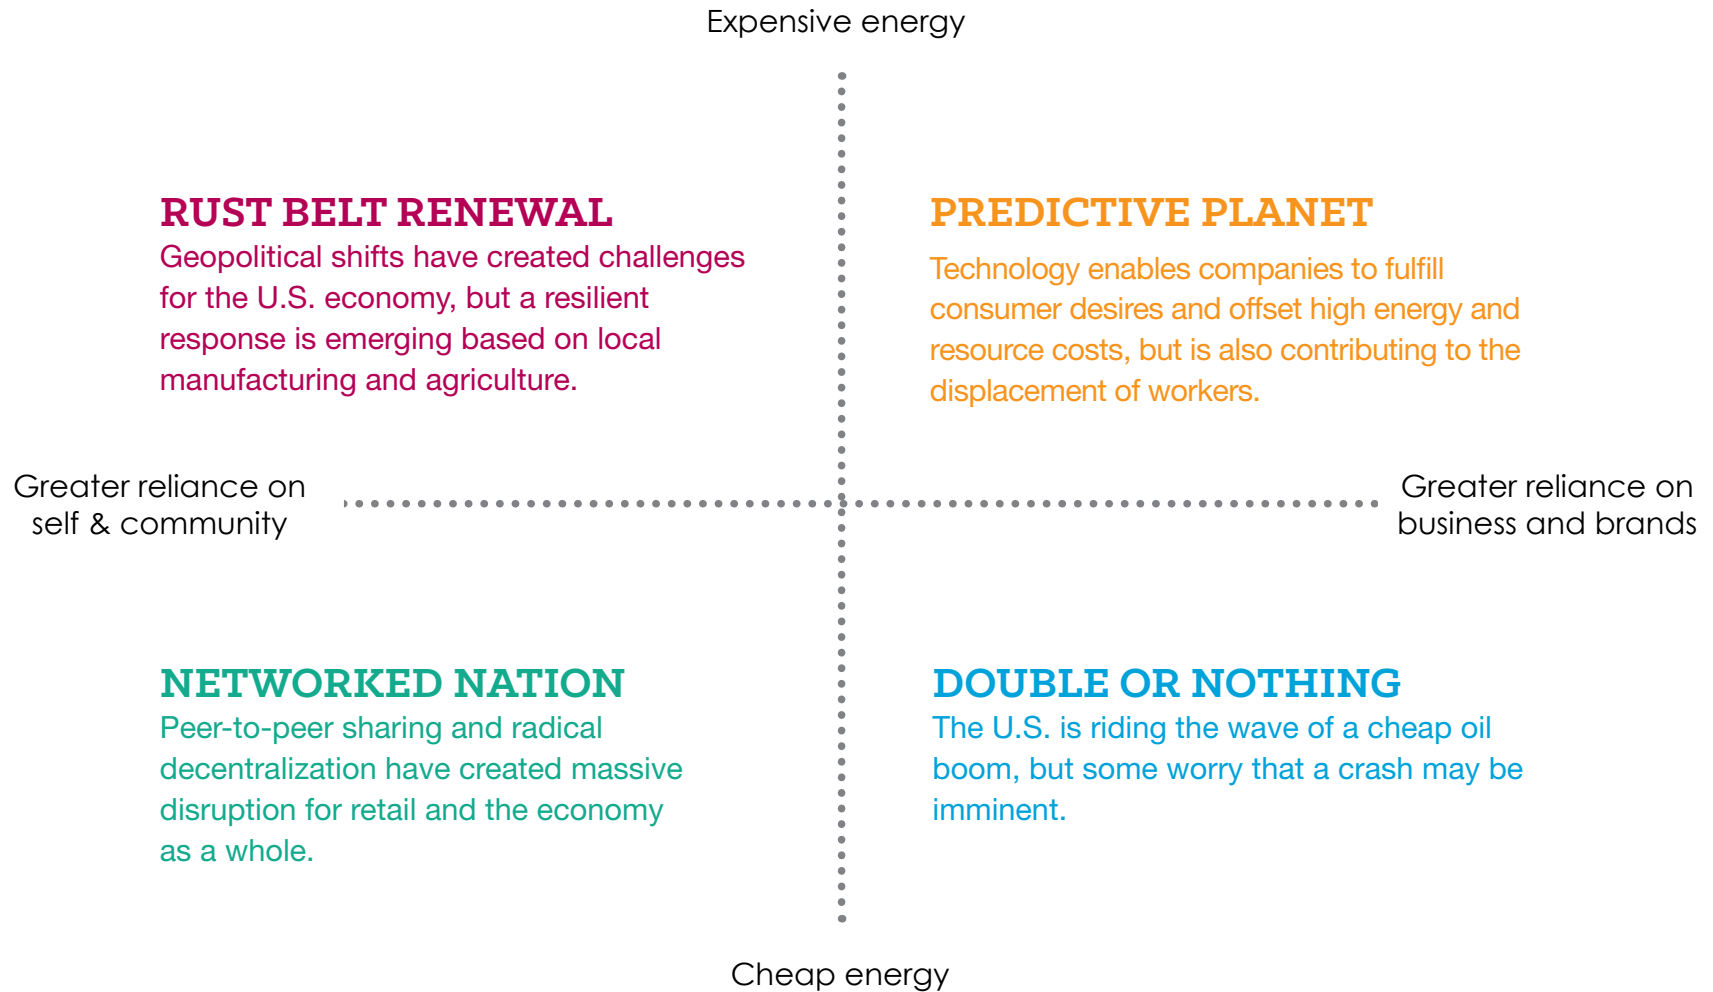 Expensive energy
RUST BELT RENEWAL
Geopolitical shifts have created challenges
for the U.S. economy, but a resilient
response is emerging based on local
manufacturing and agriculture.
PREDICTIVE PLANET
Technology enables companies to fulfill
consumer desires and offset high energy and
resource costs, but is also contributing to the
displacement of workers.
Greater reliance on
self & community
Greater reliance on
business and brands
NETWORKED NATION
Peer-to-peer sharing and radical
decentralization have created massive
disruption for retail and the economy
as a whole.
DOUBLE OR NOTHING
The U.S. is riding the wave of a cheap oil
boom, but some worry that a crash may be
imminent.
Cheap energy